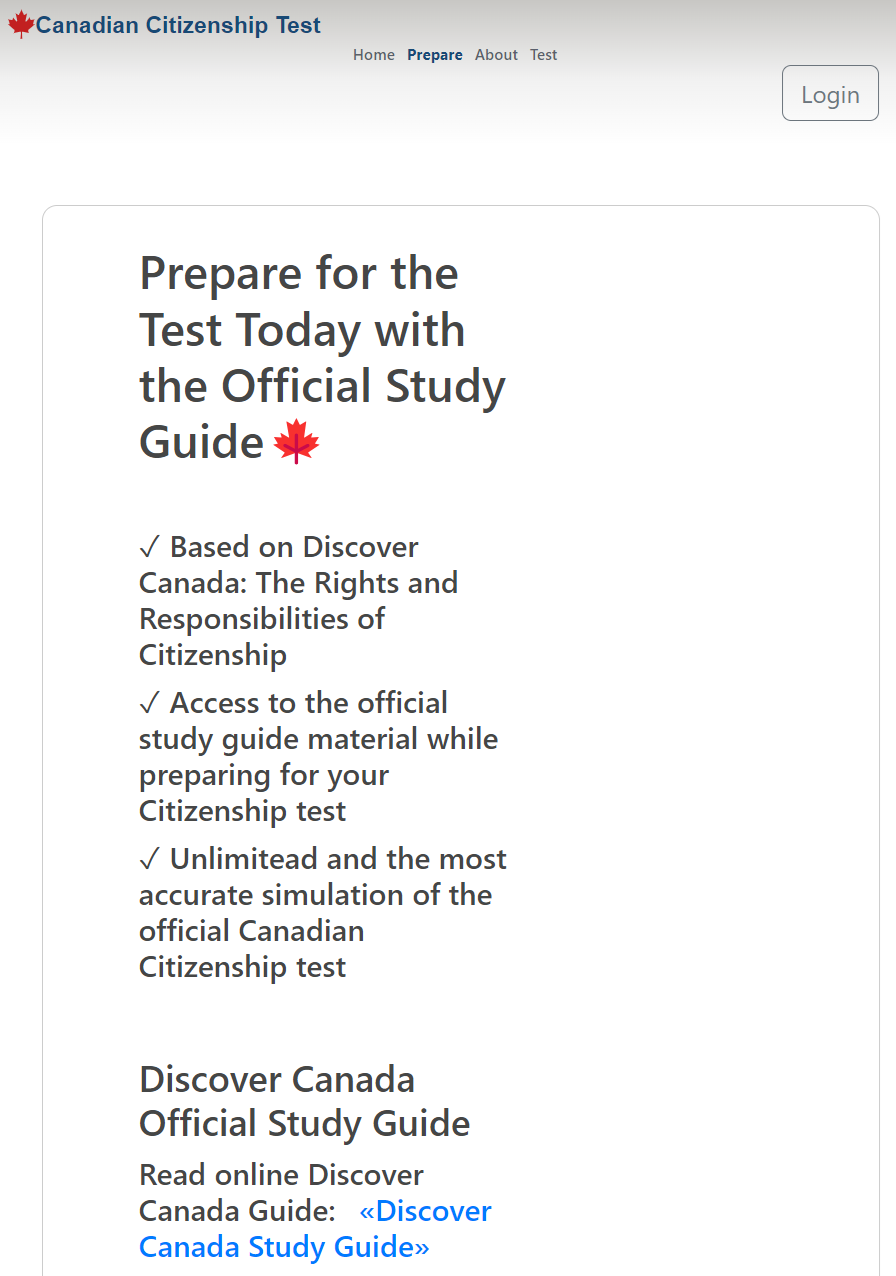 Canadian Citizenship Test
Home Prepare About Test
Login
Prepare for the
Test Today with
the Official Study
Guide
✓ Based on Discover
Canada: The Rights and
Responsibilities of
Citizenship
✓ Access to the official
study guide material while
preparing for your
Citizenship test
✓ Unlimitead and the most
accurate simulation of the
official Canadian
Citizenship test
Discover Canada
Official Study Guide
Read online Discover
Canada Guide: «Discover
Canada Study Guide»